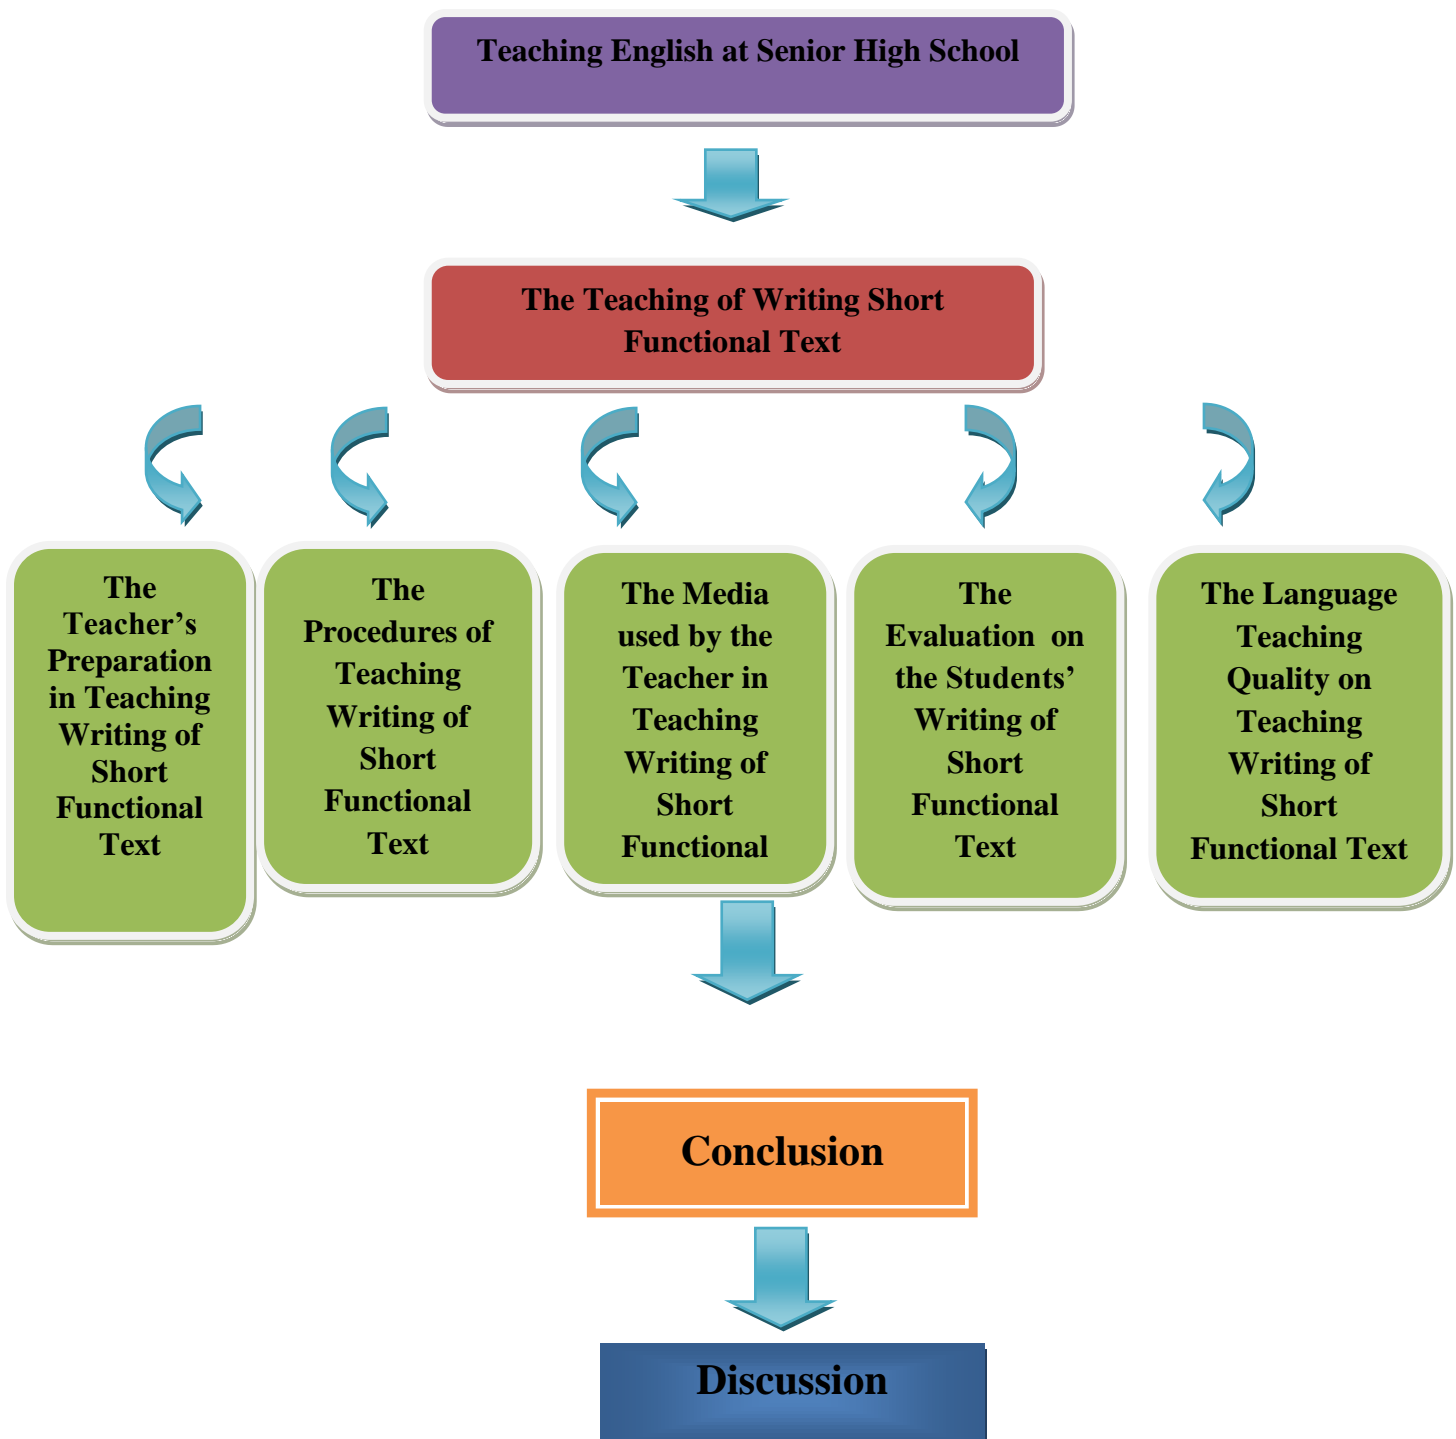 Teaching English at Senior High School
The Teaching of Writing Short
Functional Text
The
Teacher’s
Preparation
in Teaching
Writing of
Short
Functional
Text
The
Procedures of
Teaching
Writing of
Short
Functional
Text
The Media
used by the
Teacher in
Teaching
Writing of
Short
Functional
The
Evaluation  on
the Students’
Writing of
Short
Functional
Text
The Language
Teaching
Quality on
Teaching
Writing of
Short
Functional Text
Conclusion
Discussion